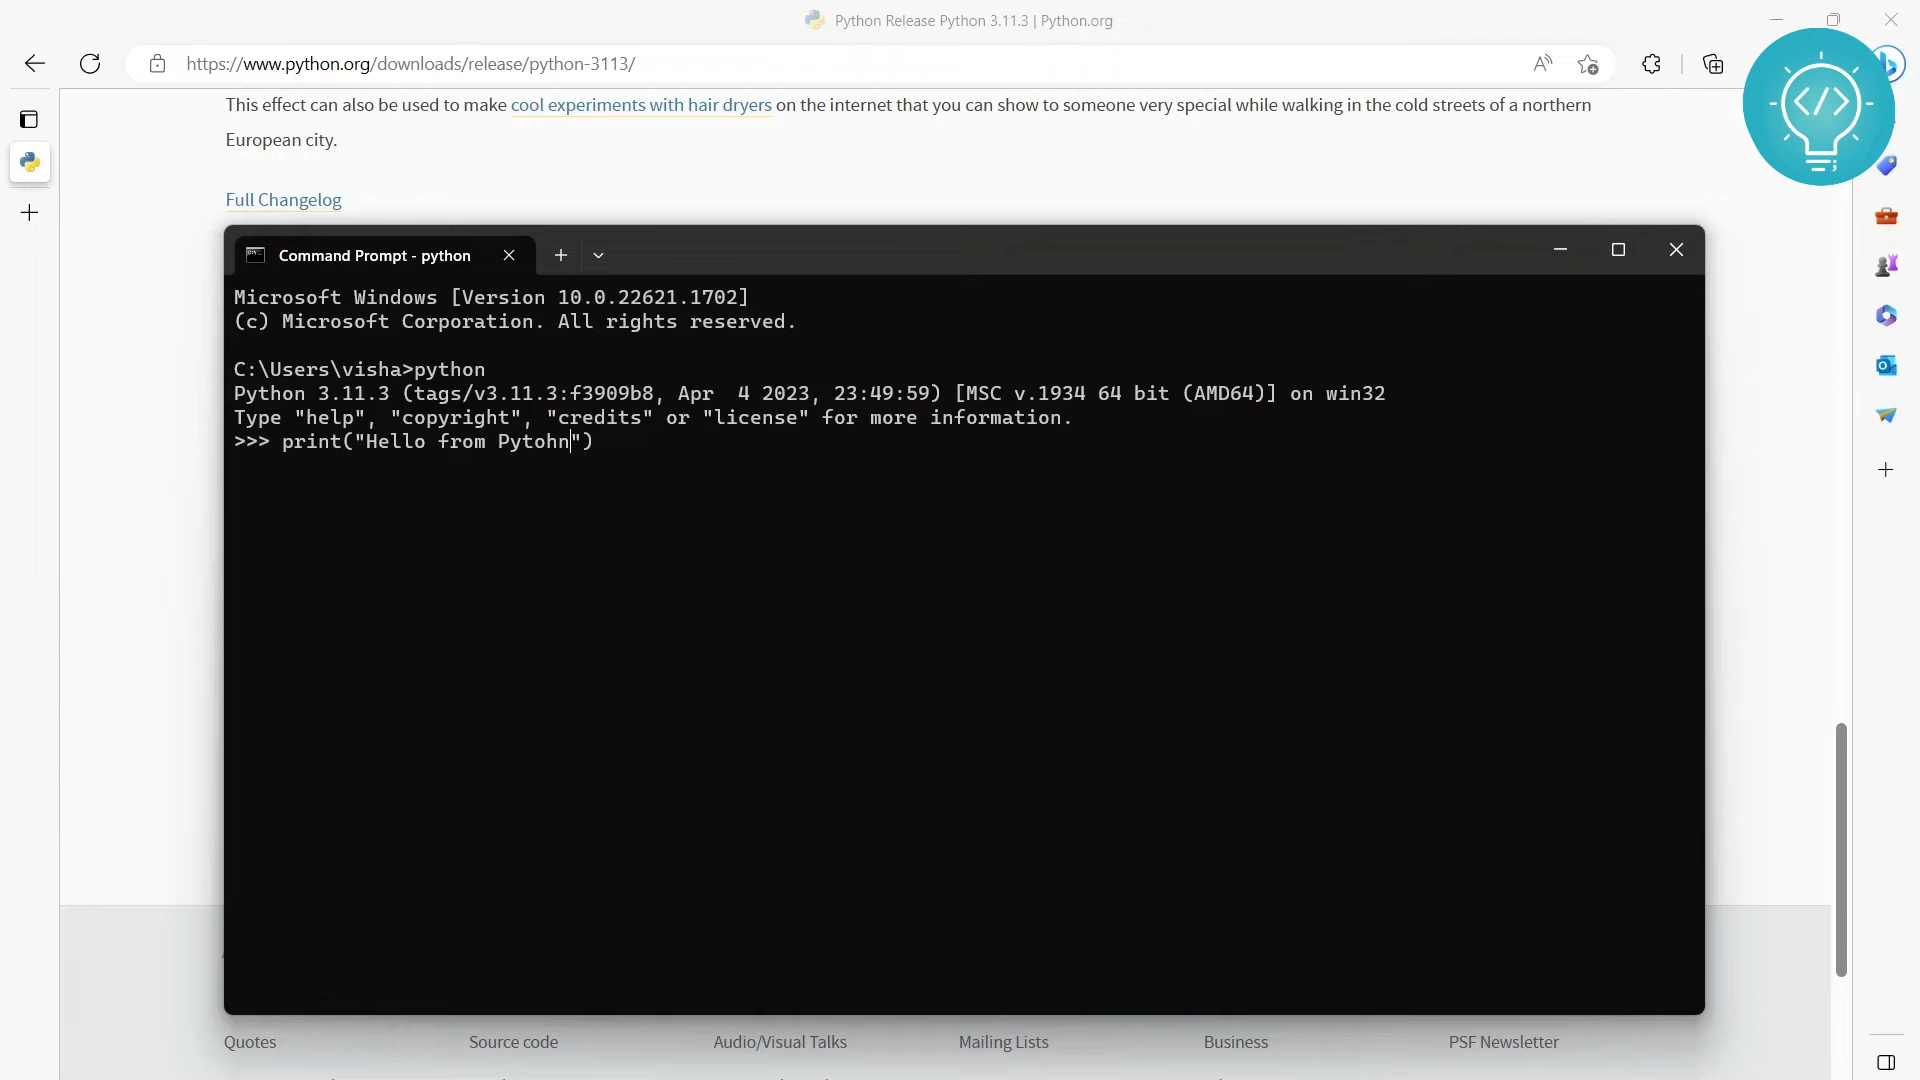 Python Release Python 3.11.3 | Python.org
https://www.python.org/downloads/release/python-3113/
This effect can also be used to make cool experiments with hair dryers on the internet that you can show to someone very special while walking in the cold streets of a northern
European city.
Full Changelog
Command Prompt - python
Microsoft Windows [Version 10.0.22621.1702]
(c) Microsoft Corporation. All rights reserved.
C:\Users\visha>python
Python 3.11.3 (tags/v3.11.3:f3909b8, Apr  4 2023, 23:49:59) [MSC v.1934 64 bit (AMD64)] on win32
Type "help", "copyright", "credits" or "license" for more information.
>>> print("Hello from Pytohn")
Quotes Source code Audio/Visual Talks Mailing Lists Business PSF Newsletter